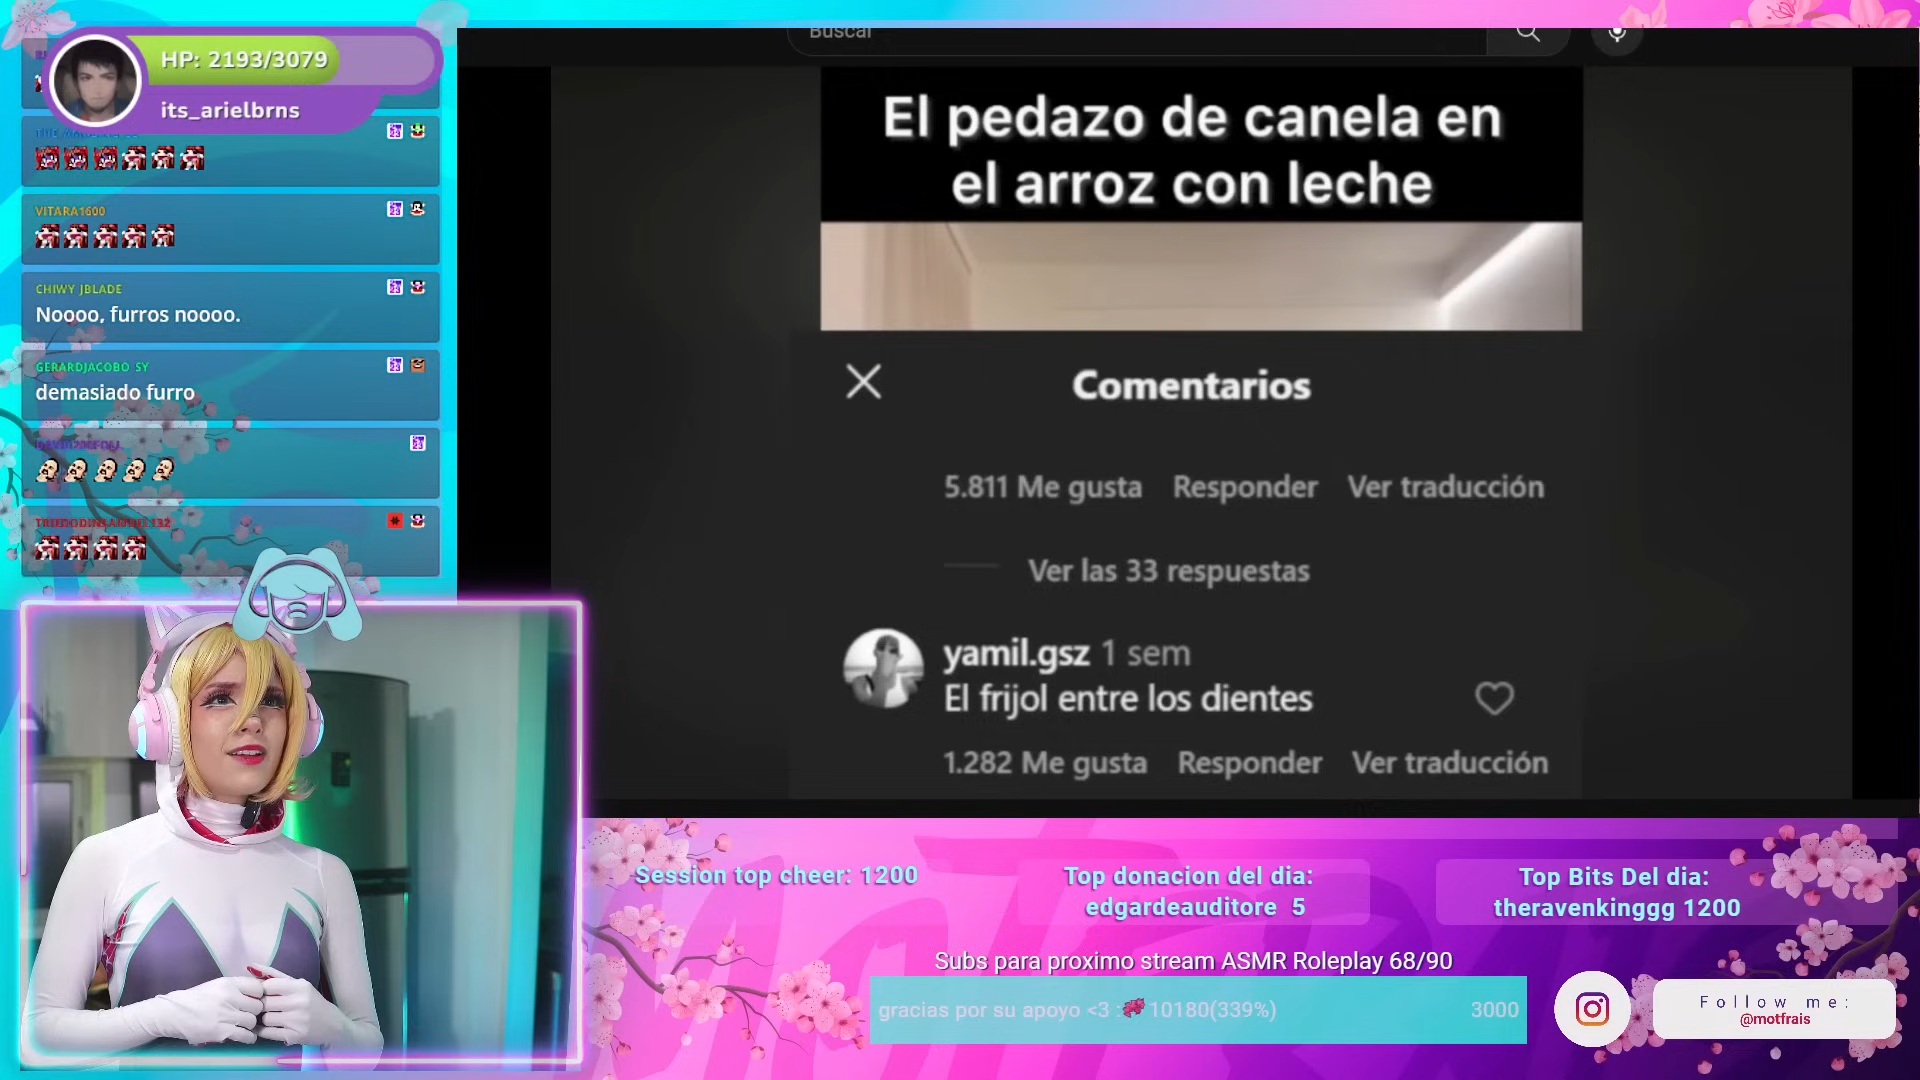 HP: 2193/3079
its_arielbrns
VITARA1600
CHIWY JBLADE
Noooo, furros noooo.
GERARDJACOBO SY
demasiado furro
Buscar
El pedazo de canela en
el arroz con leche
Comentarios
5.811 Me gusta Responder Ver traducción
Ver las 33 respuestas
yamil.gsz 1 sem
El frijol entre los dientes
1.282 Me gusta Responder Ver traducción
Session top cheer: 1200
Top donacion del dia:
edgardeauditore 5
Top Bits Del dia:
theravenkinggg 1200
Subs para proximo stream ASMR Roleplay 68/90
gracias por su apoyo <3 : 10180(339%) 3000
Follow me:
@motfrais